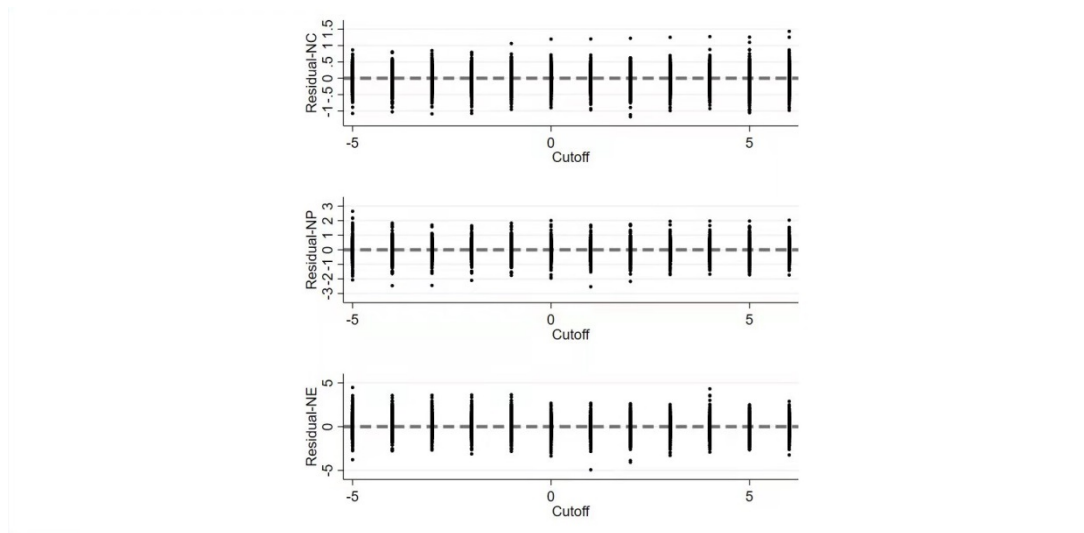 Residual-NC
-1 -.5 0 .5 1 1.5
-5 0 5
Cutoff
Residual-NP
-3 -2 -1 0 1 2 3
-5 0 5
Cutoff
Residual-NE
-5 0 5
-5 0 5
Cutoff